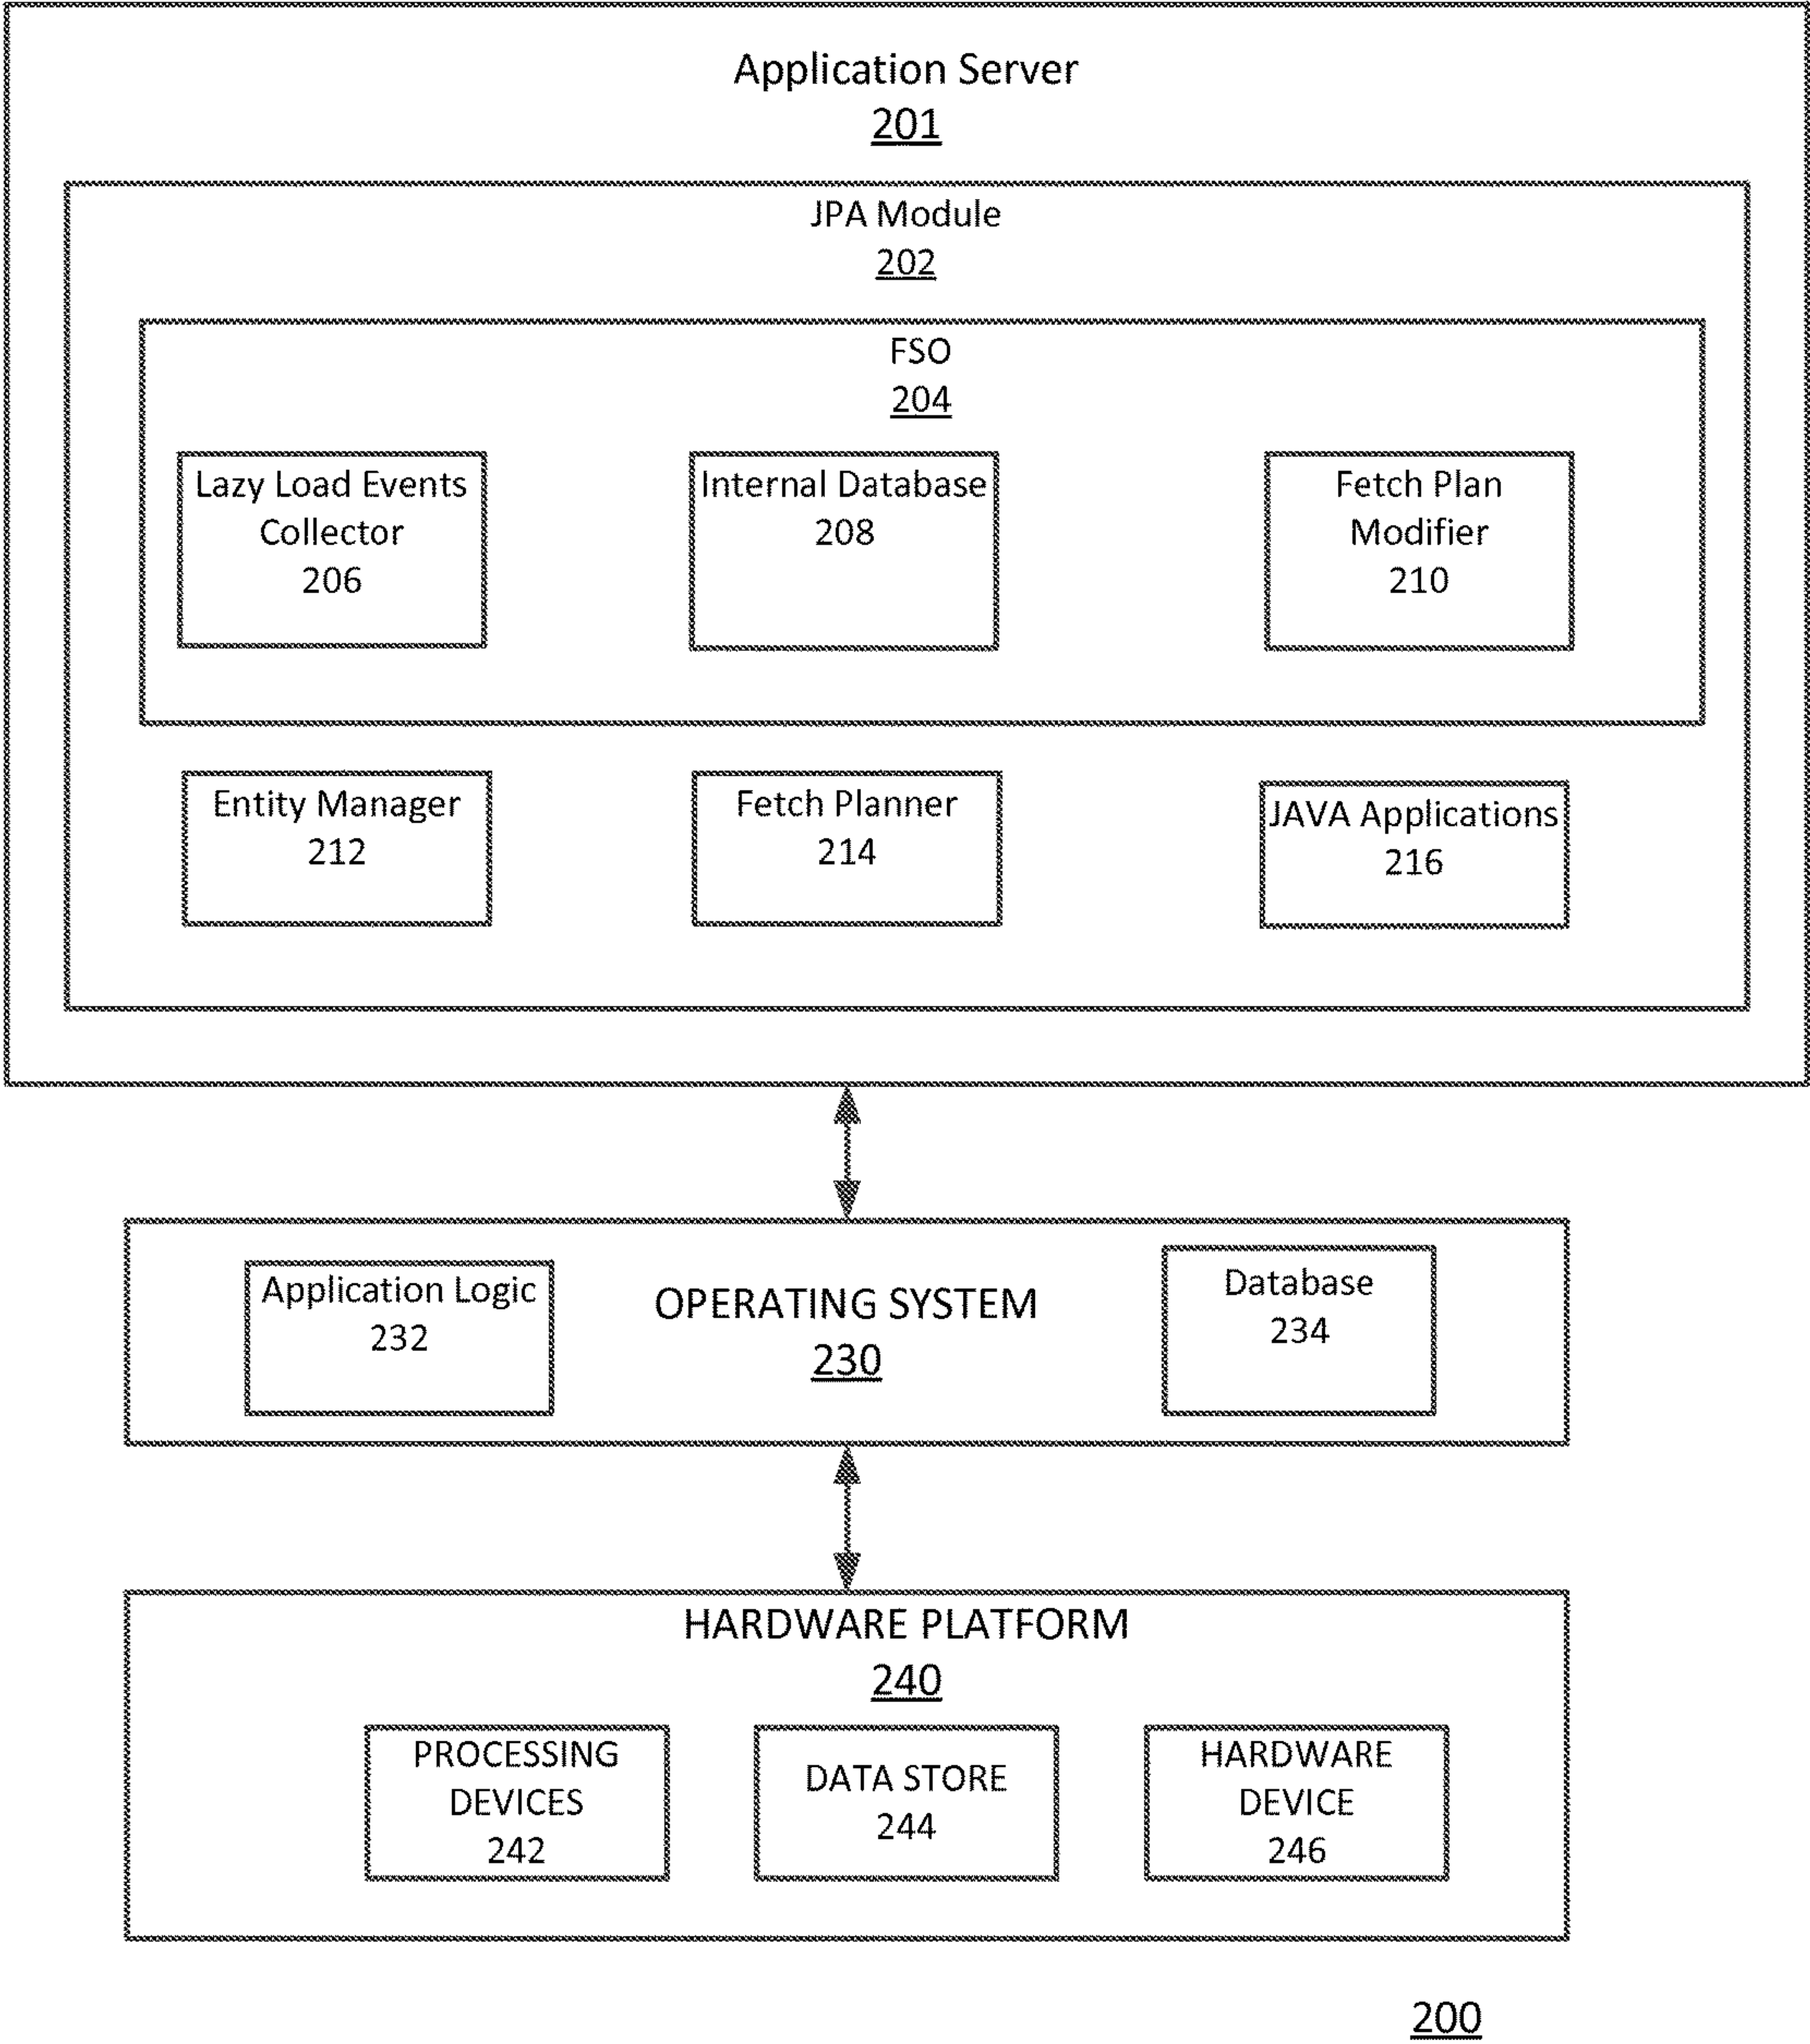 Application Server
201
JPA Module
202
FSO
204
Lazy Load Events
Collector
206
Internal Database
208
Fetch Plan
Modifier
210
Entity Manager
212
Fetch Planner
214
JAVA Applications
216
Application Logic
232
OPERATING SYSTEM
230
Database
234
HARDWARE PLATFORM
240
PROCESSING
DEVICES
242
DATA STORE
244
HARDWARE
DEVICE
246
200